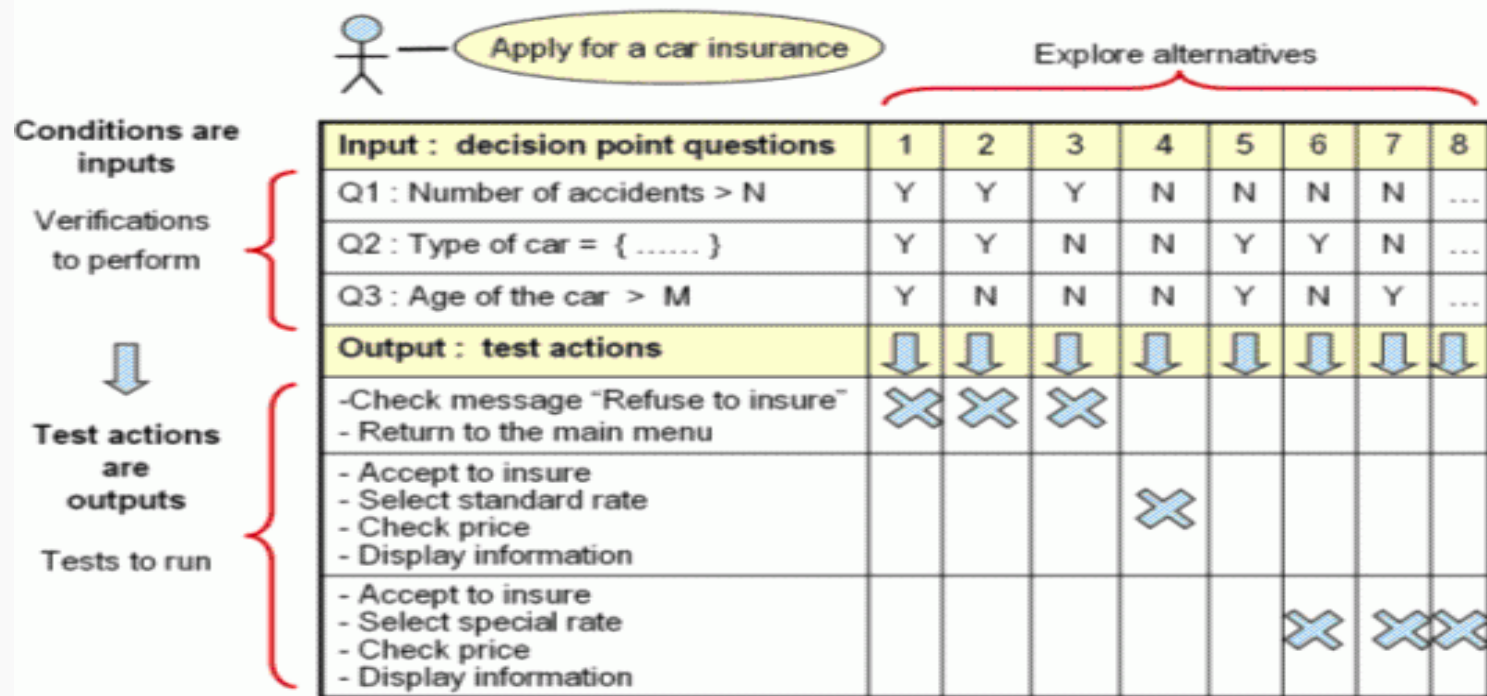 Apply for a car insurance
Explore alternatives
Conditions are
inputs
Verifications
to perform
Test actions
are
outputs
Tests to run
Input : decision point questions 1 2 3 4 5 6 7 8
Q1 : Number of accidents > N Y Y Y N N N N ...
Q2 : Type of car = { ...... } Y Y N N Y Y N ...
Q3 : Age of the car > M Y N N N Y N Y ...
Output : test actions
-Check message “Refuse to insure”
- Return to the main menu
- Accept to insure
- Select standard rate
- Check price
- Display information
- Accept to insure
- Select special rate
- Check price
- Display information